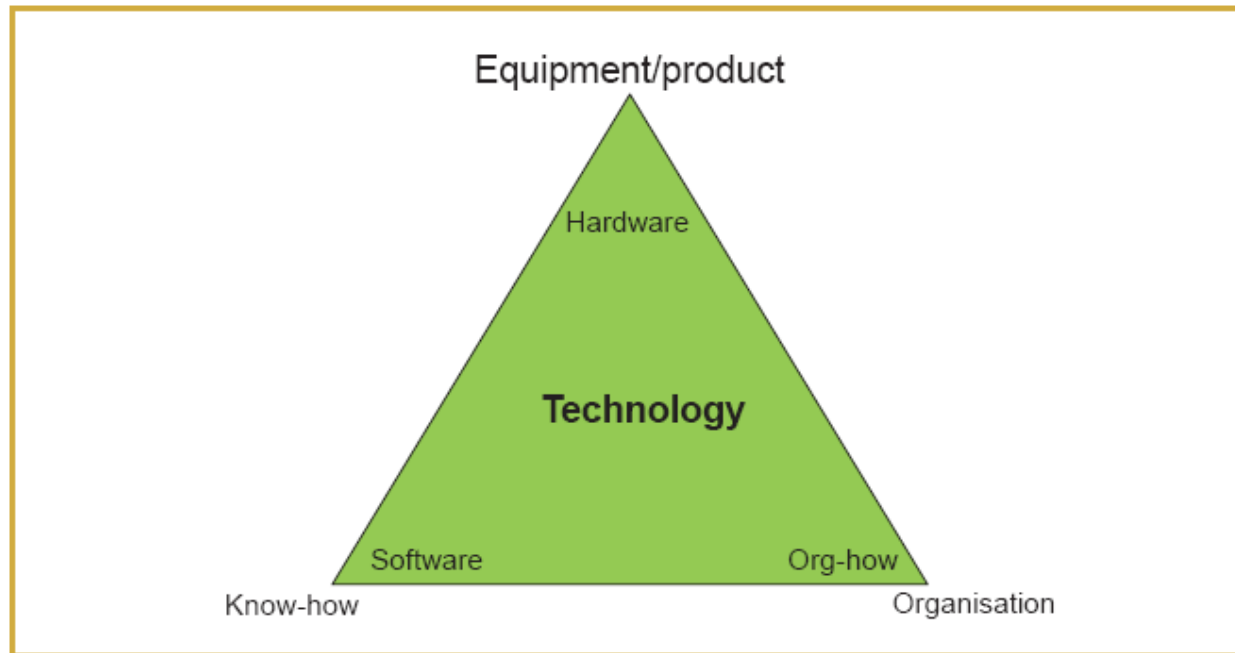 Equipment/product
Hardware
Technology
Software
Org-how
Know-how
Organisation